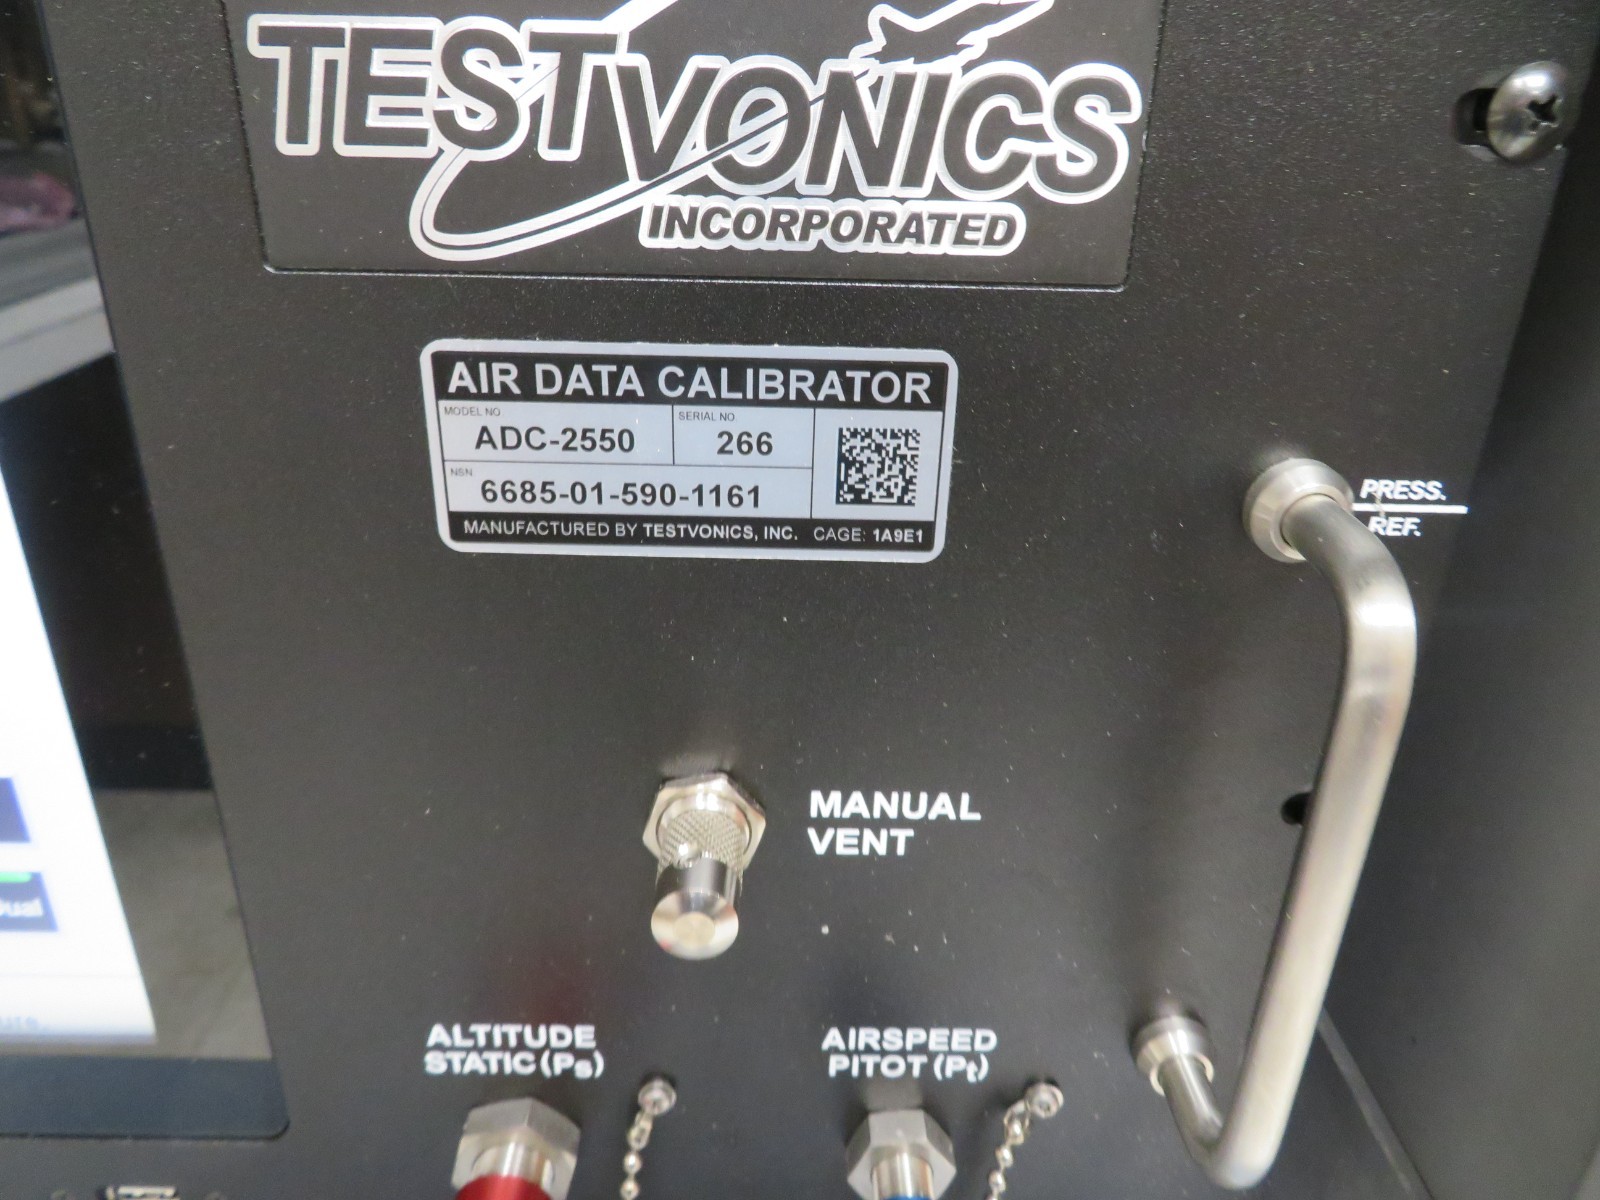 TESTVONICS
INCORPORATED
AIR DATA CALIBRATOR
MODEL NO
ADC-2550
SERIAL NO.
266
NSN
6685-01-590-1161
MANUFACTURED BY TESTVONICS, INC. CAGE: 1A9E1
PRESS.
REF.
MANUAL
VENT
ALTITUDE
STATIC (Ps)
AIRSPEED
PITOT (Pt)